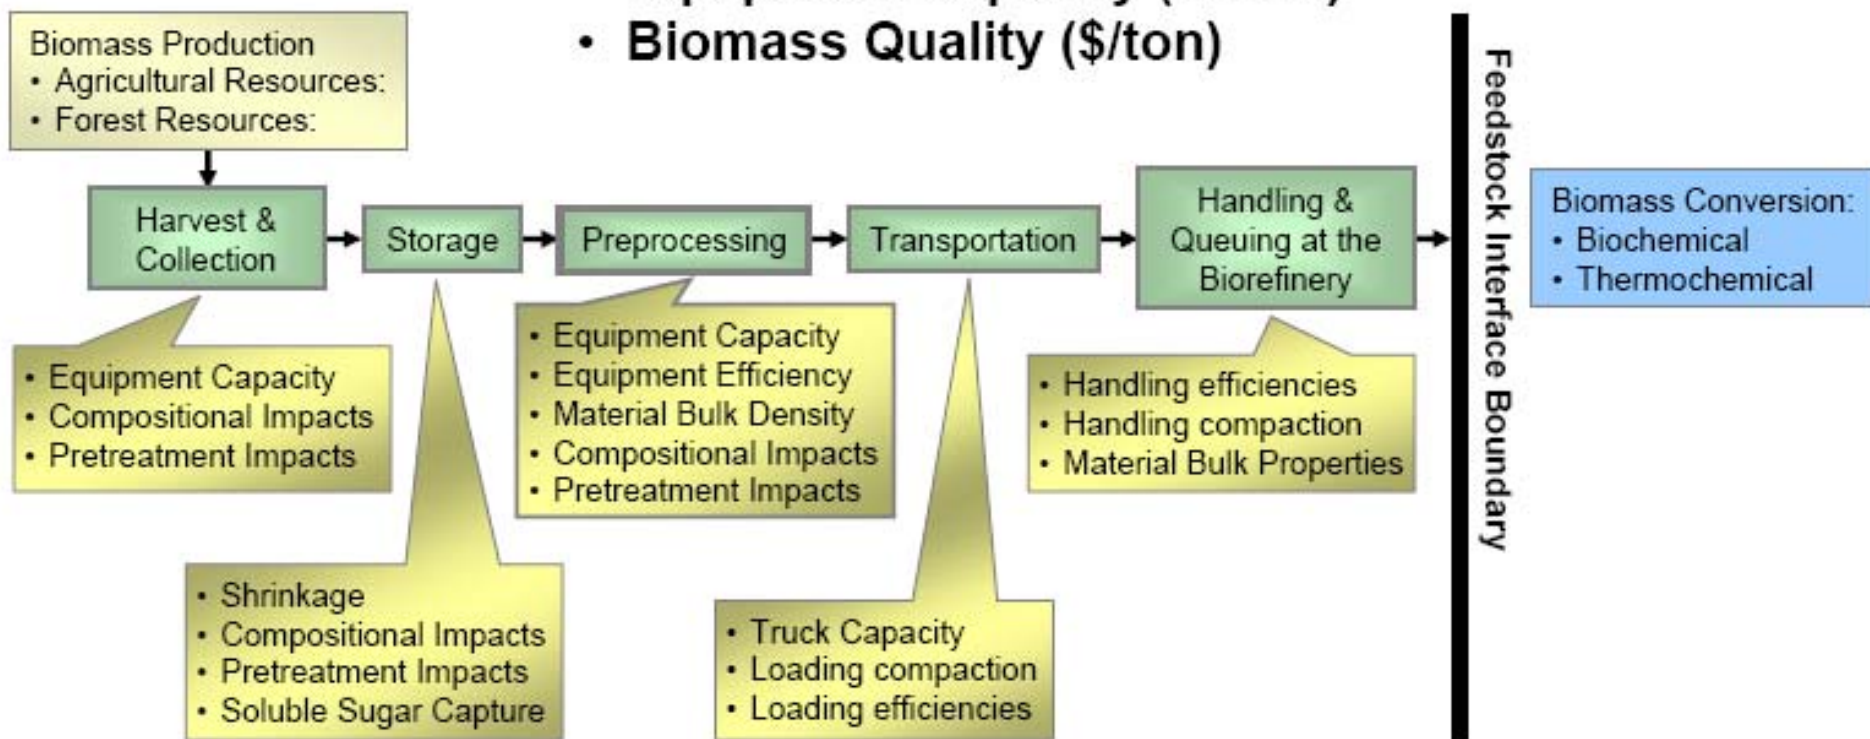 • Biomass Quality ($/ton)
Biomass Production
• Agricultural Resources:
• Forest Resources:
Harvest &
Collection
Storage
Preprocessing
Transportation
Handling &
Queuing at the
Biorefinery
Feedstock Interface Boundary
Biomass Conversion:
• Biochemical
• Thermochemical
• Equipment Capacity
• Compositional Impacts
• Pretreatment Impacts
• Shrinkage
• Compositional Impacts
• Pretreatment Impacts
• Soluble Sugar Capture
• Equipment Capacity
• Equipment Efficiency
• Material Bulk Density
• Compositional Impacts
• Pretreatment Impacts
• Truck Capacity
• Loading compaction
• Loading efficiencies
• Handling efficiencies
• Handling compaction
• Material Bulk Properties